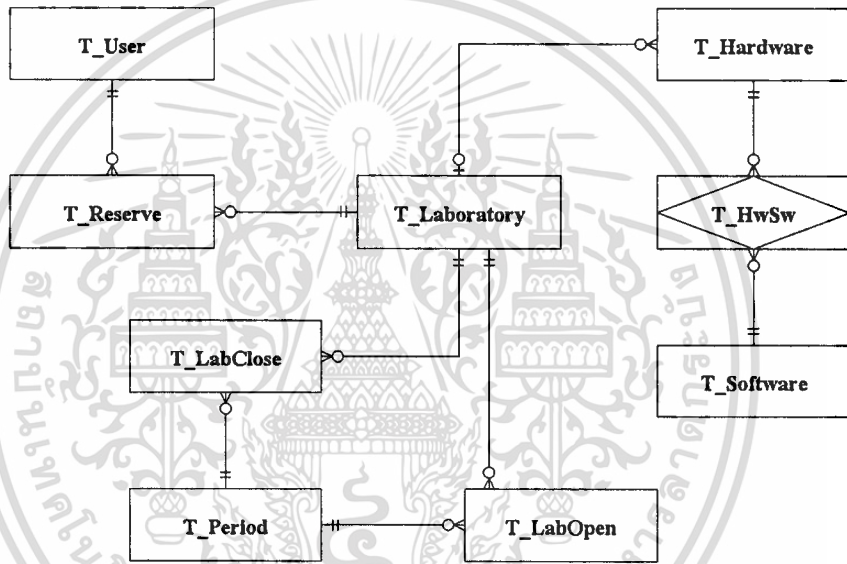 T_User
T_Hardware
T_Reserve
T_Laboratory
T_HwSw
T_LabClose
T_Software
T_Period
T_LabOpen